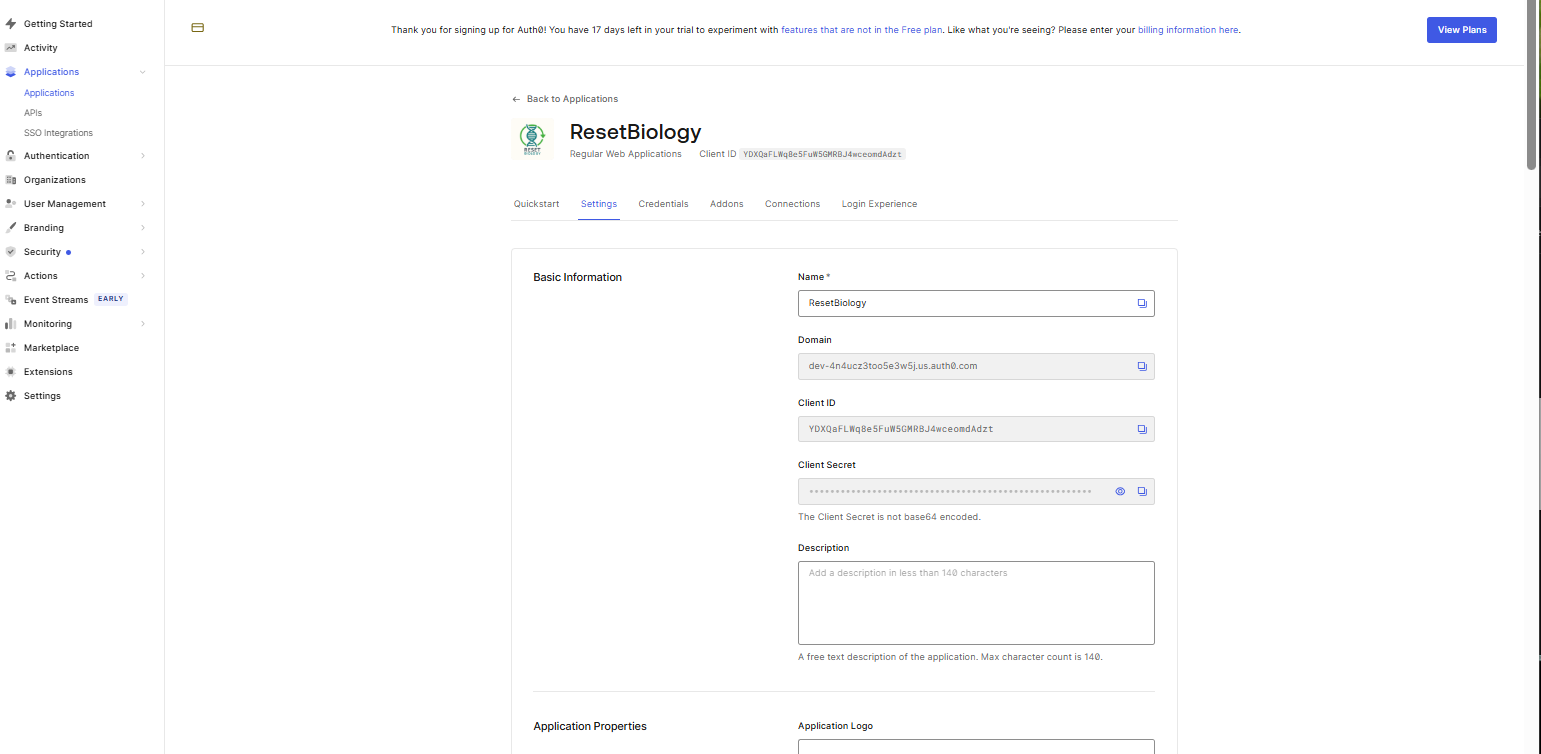 Getting Started
Activity
Applications
Applications
APIs
SSO Integrations
Authentication
Organizations
User Management
Branding
Security
Actions
Event Streams EARLY
Monitoring
Marketplace
Extensions
Settings
Thank you for signing up for Auth0! You have 17 days left in your trial to experiment with features that are not in the Free plan. Like what you're seeing? Please enter your billing information here.
View Plans
← Back to Applications
RESET
ResetBiology
Regular Web Applications Client ID YDXQaFLWq8e5FuW5GMRBJ4wceomdAdzt
Quickstart Settings Credentials Addons Connections Login Experience
Basic Information
Name *
ResetBiology
Domain
dev-4n4ucz3too5e3w5j.us.auth0.com
Client ID
YDXQaFLWq8e5FuW5GMRBJ4wceomdAdzt
Client Secret
The Client Secret is not base64 encoded.
Description
Add a description in less than 140 characters
A free text description of the application. Max character count is 140.
Application Properties
Application Logo